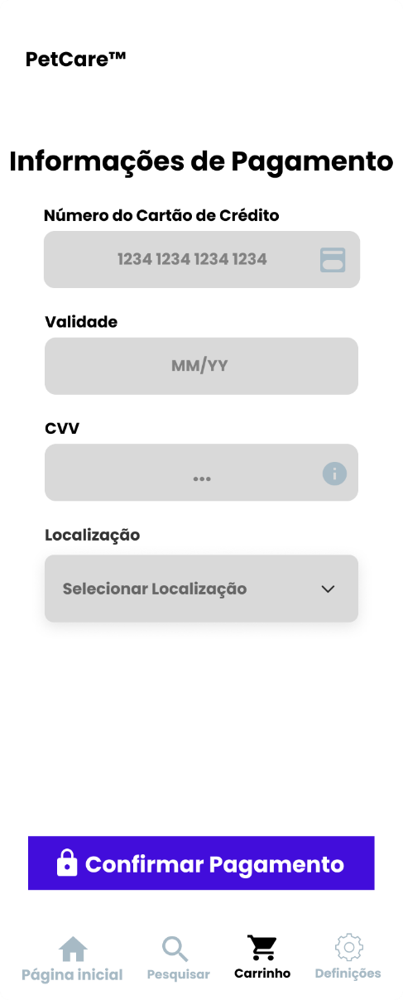 PetCare™
Informações de Pagamento
Número do Cartão de Crédito
1234 1234 1234 1234
Validade
MM/YY
CVV
...
Localização
Selecionar Localização
Confirmar Pagamento
Página inicial
Pesquisar
Carrinho
Definições